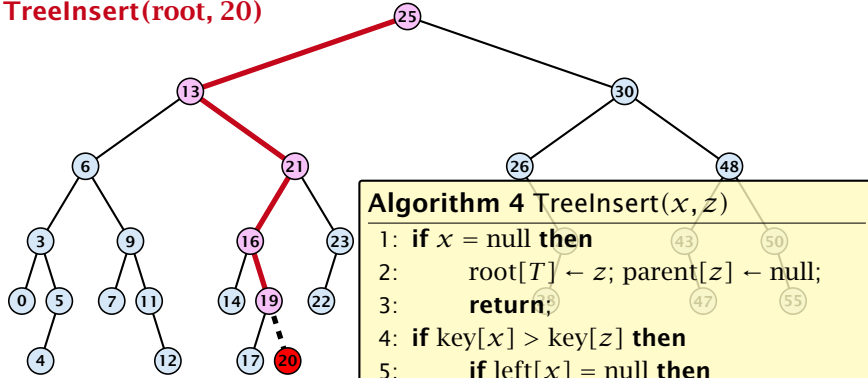 TreeInsert(root, 20)
25
13 30
6 21 26 48
3 9 16 23 43 50
0 5 7 11 14 19 22 28 47 55
4 12 17 20
Algorithm 4 TreeInsert(x, z)
1: if x = null then
2: root[T] ← z; parent[z] ← null;
3: return;
4: if key[x] > key[z] then
5: if left[x] = null then